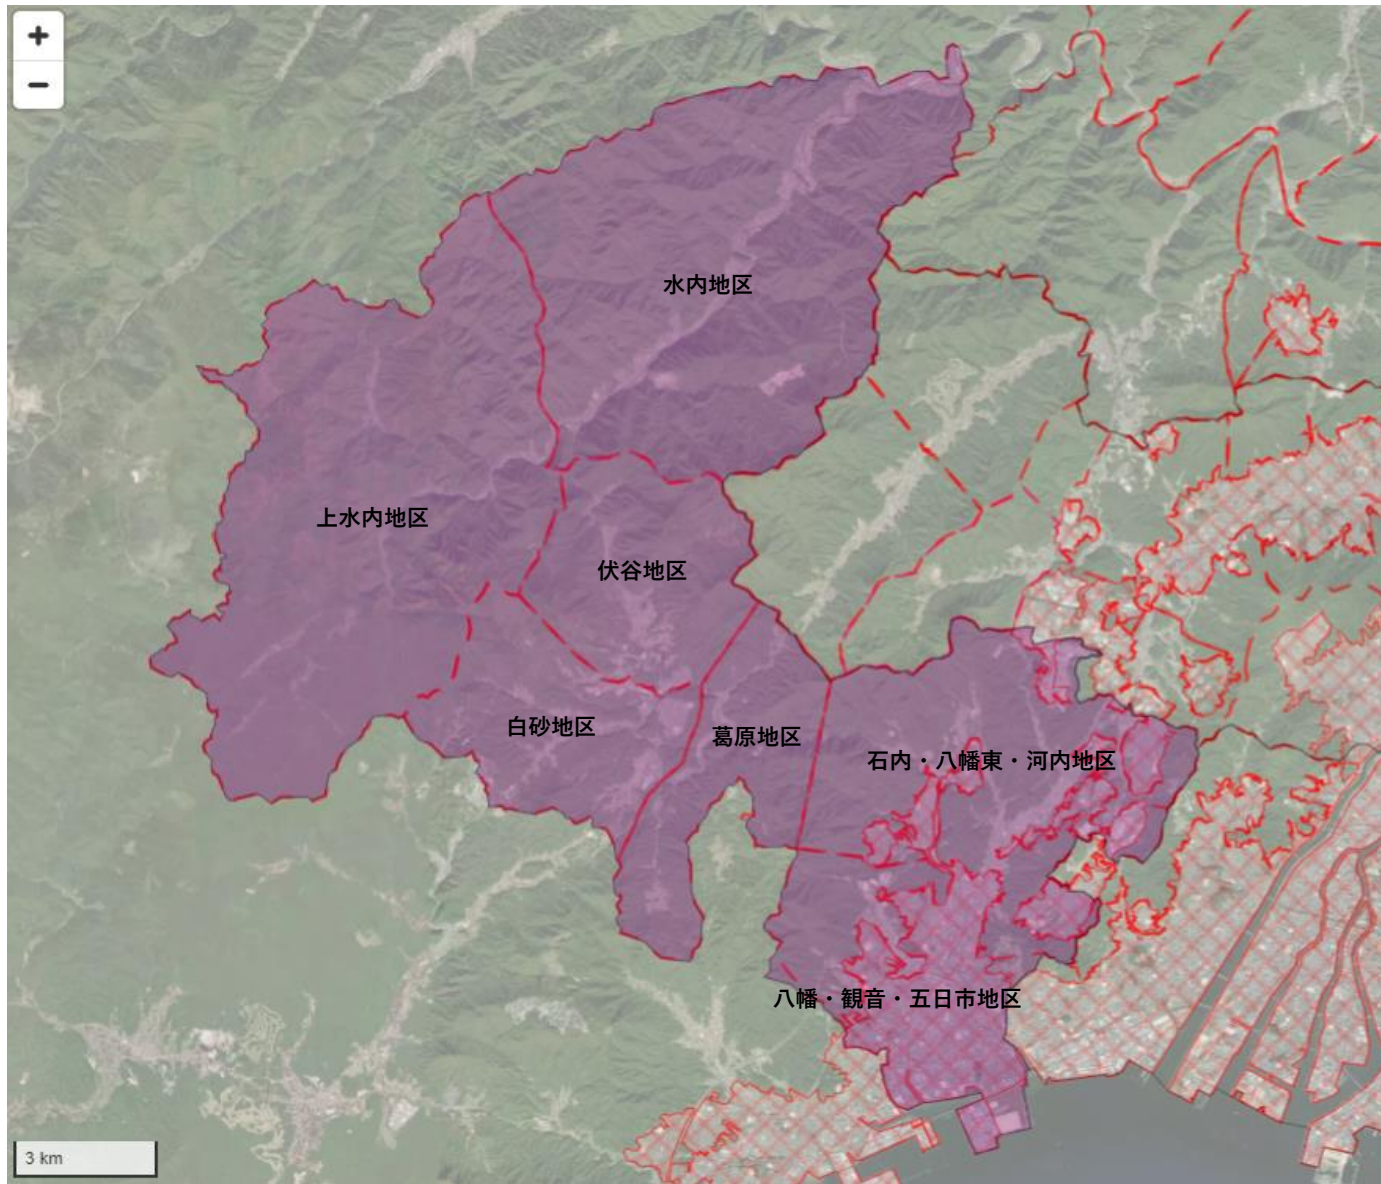 +
−
水内地区
上水内地区
伏谷地区
白砂地区
葛原地区
石内・八幡東・河内地区
八幡・観音・五日市地区
3 km